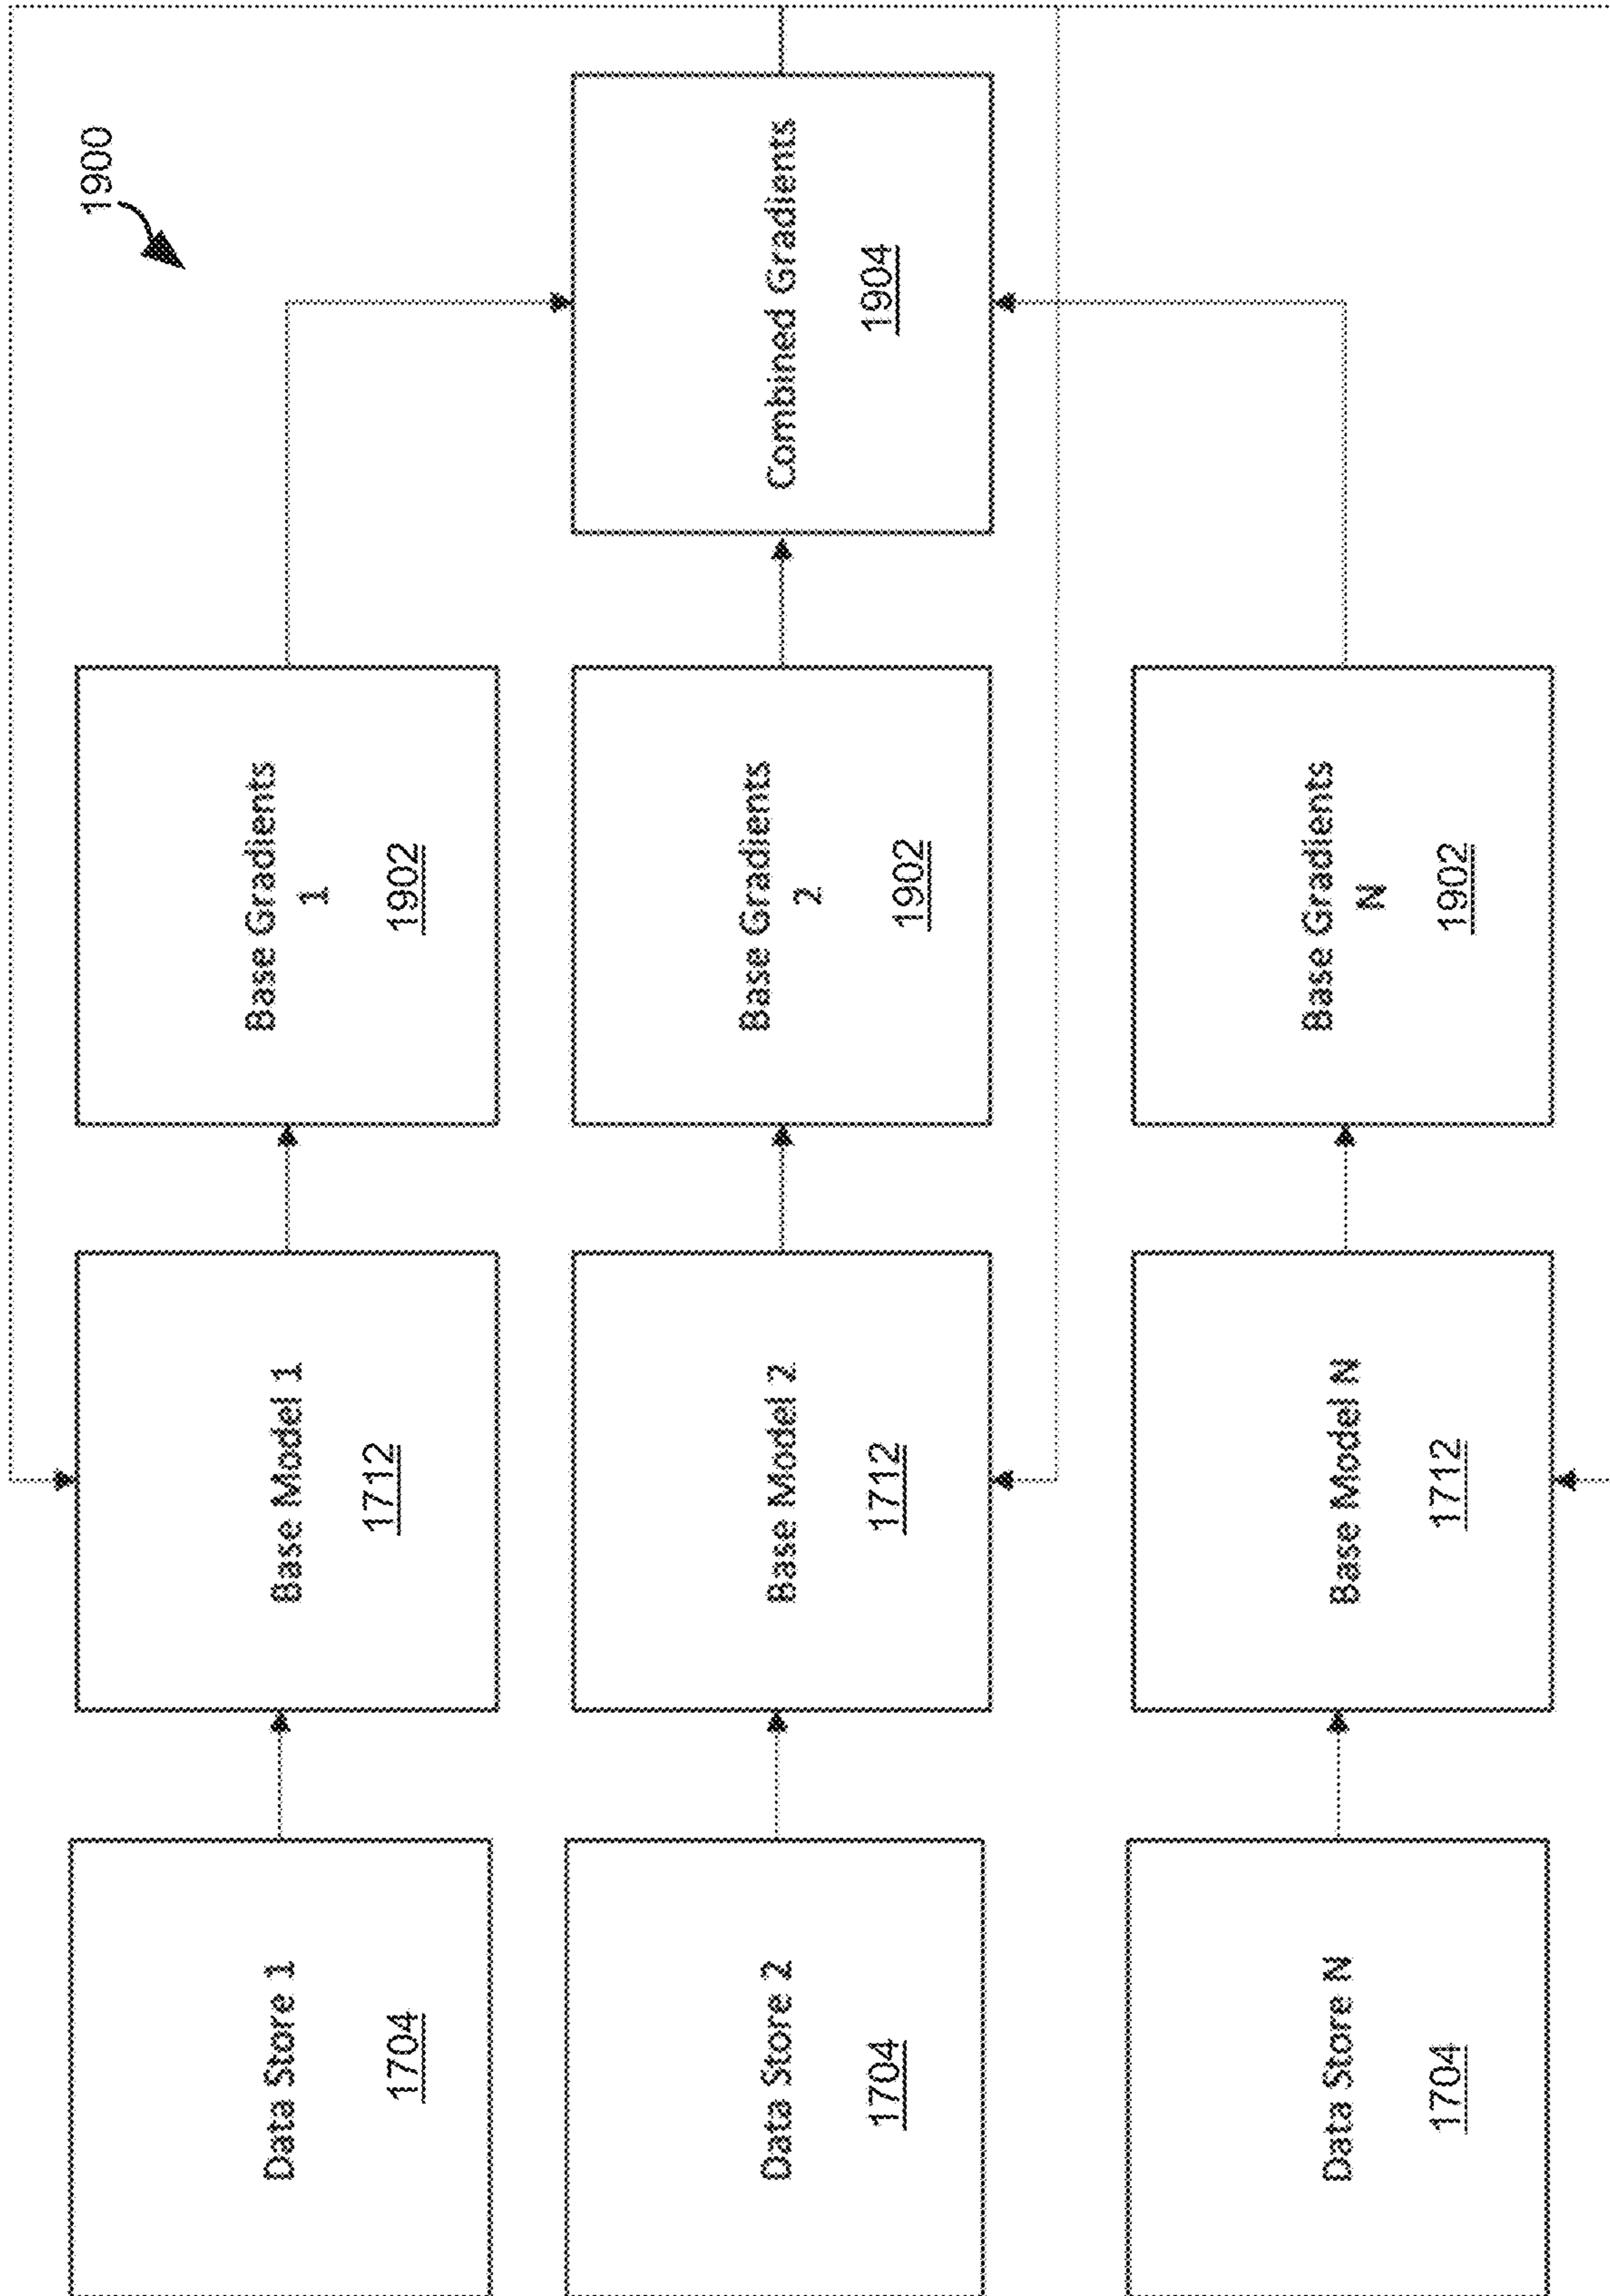 1900
Data Store 1
1704
Base Model 1
1712
Base Gradients
1
1902
Data Store 2
1704
Base Model 2
1712
Base Gradients
2
1902
Combined Gradients
1904
Data Store N
1704
Base Model N
1712
Base Gradients
N
1902